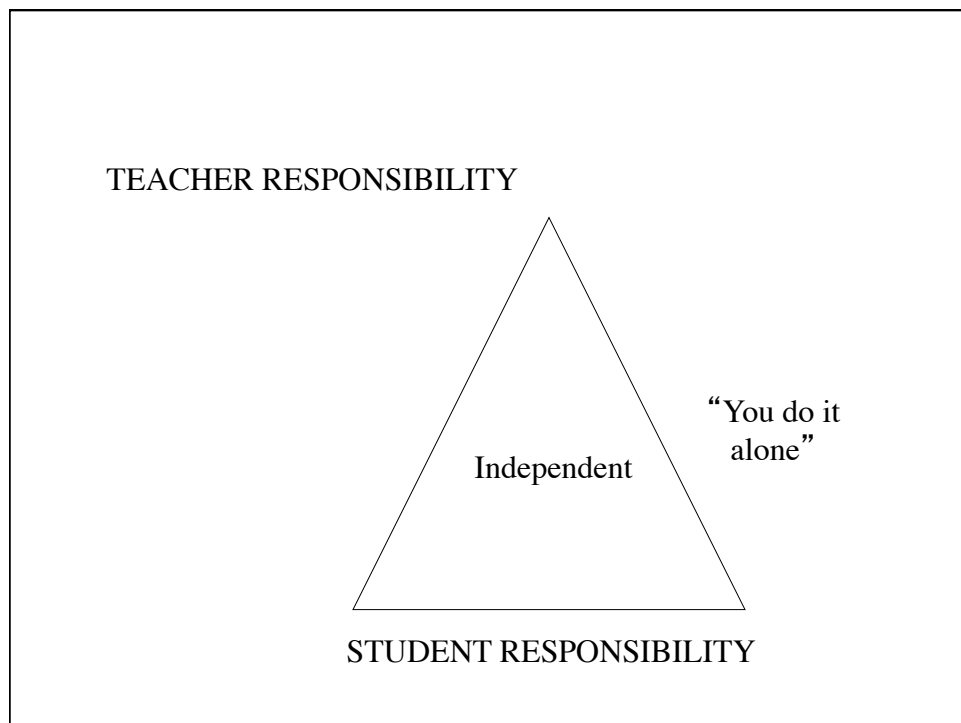 TEACHER RESPONSIBILITY
“You do it
alone”
Independent
STUDENT RESPONSIBILITY